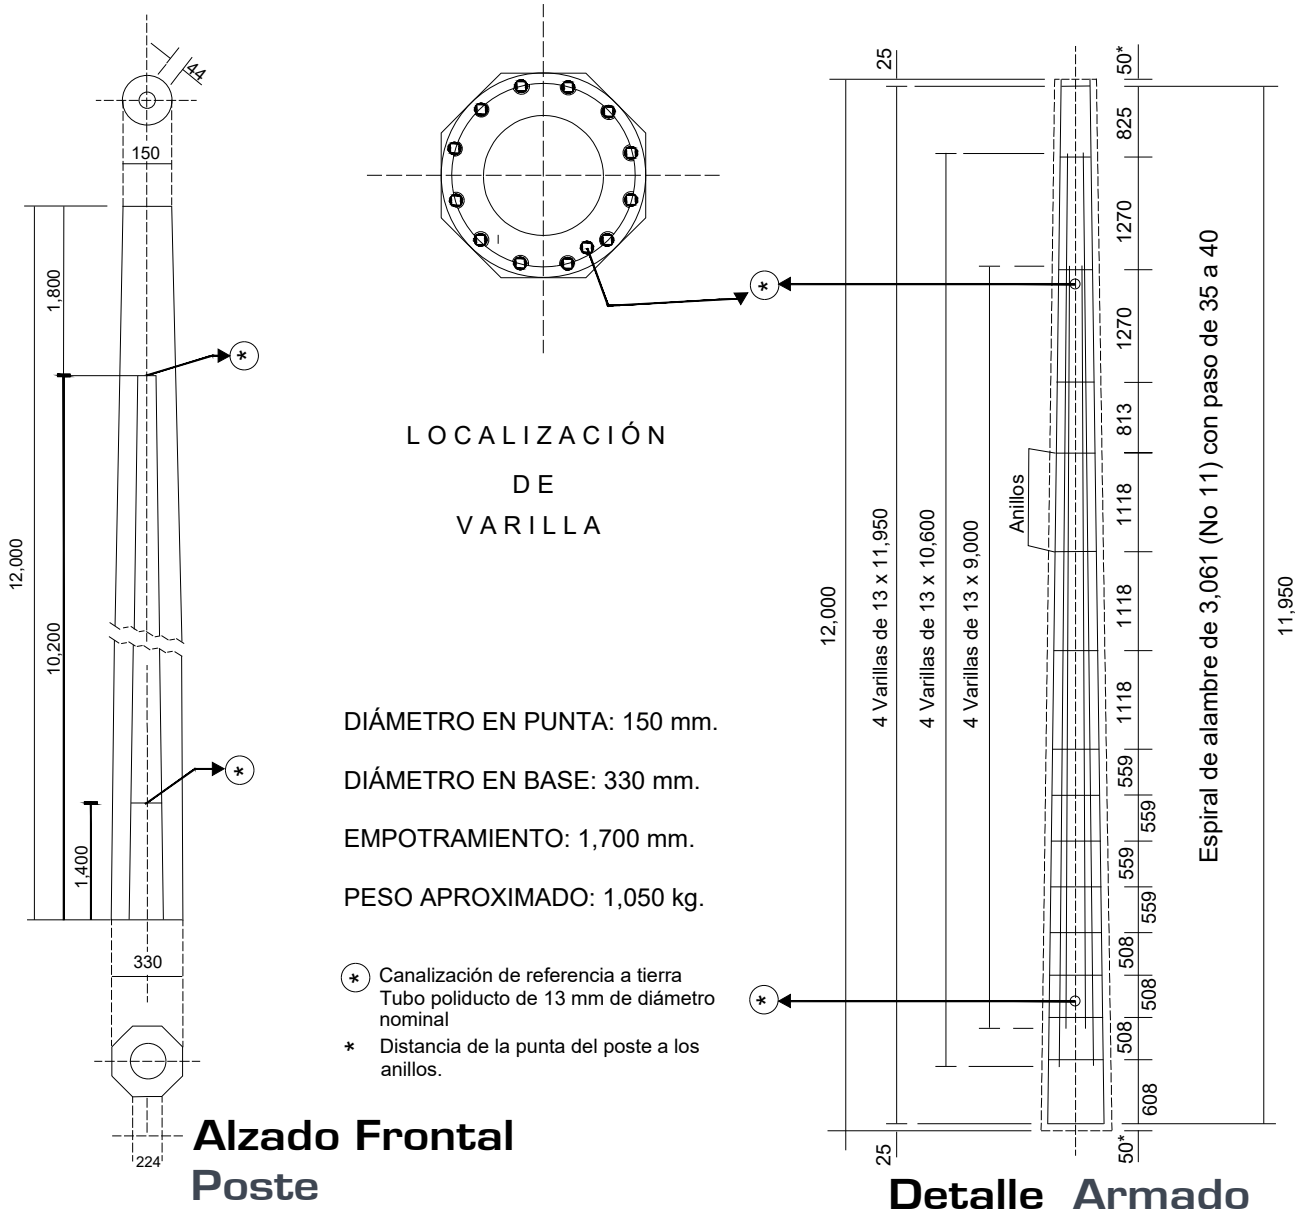 44
150
1,800
*
12,000
10,200
1,400
330
224
LOCALIZACIÓN
DE
VARILLA
DIÁMETRO EN PUNTA: 150 mm.
DIÁMETRO EN BASE: 330 mm.
EMPOTRAMIENTO: 1,700 mm.
PESO APROXIMADO: 1,050 kg.
* Canalización de referencia a tierra
Tubo poliducto de 13 mm de diámetro
nominal
* Distancia de la punta del poste a los
anillos.
*
*
*
Alzado Frontal
Poste
25
12,000
4 Varillas de 13 x 11,950
4 Varillas de 13 x 10,600
4 Varillas de 13 x 9,000
Anillos
25
50*
825
1270
1270
813
1118
1118
1118
559
559
559
559
508
508
508
608
50*
Espiral de alambre de 3,061 (No 11) con paso de 35 a 40
11,950
Detalle Armado